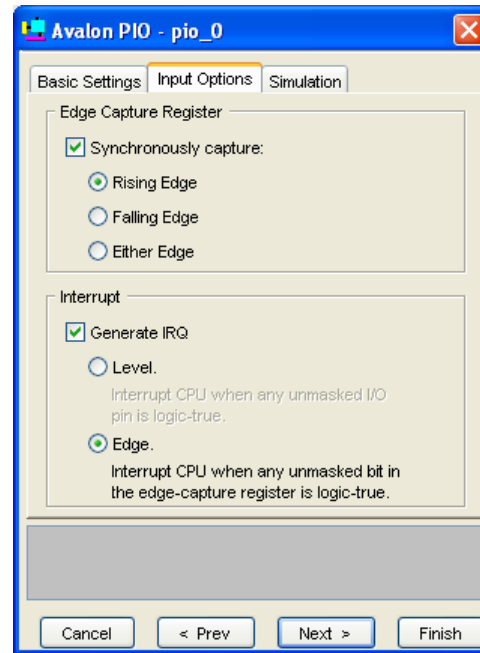 Avalon PIO - pio_0
Basic Settings Input Options Simulation
Edge Capture Register
Synchronously capture:
Rising Edge
Falling Edge
Either Edge
Interrupt
Generate IRQ
Level.
Interrupt CPU when any unmasked I/O
pin is logic-true.
Edge.
Interrupt CPU when any unmasked bit in
the edge-capture register is logic-true.
Cancel < Prev Next > Finish